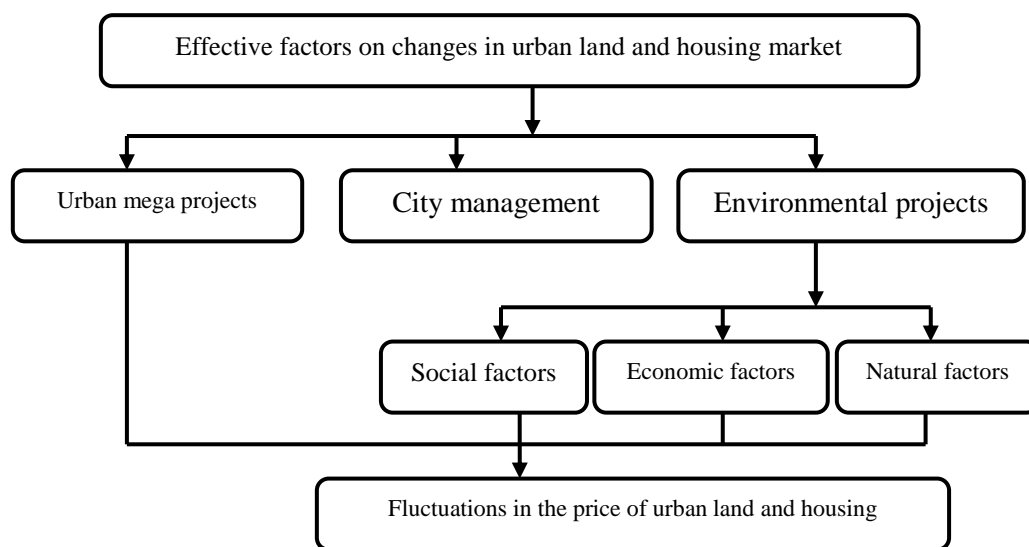 Effective factors on changes in urban land and housing market
Urban mega projects
City management
Environmental projects
Social factors
Economic factors
Natural factors
Fluctuations in the price of urban land and housing